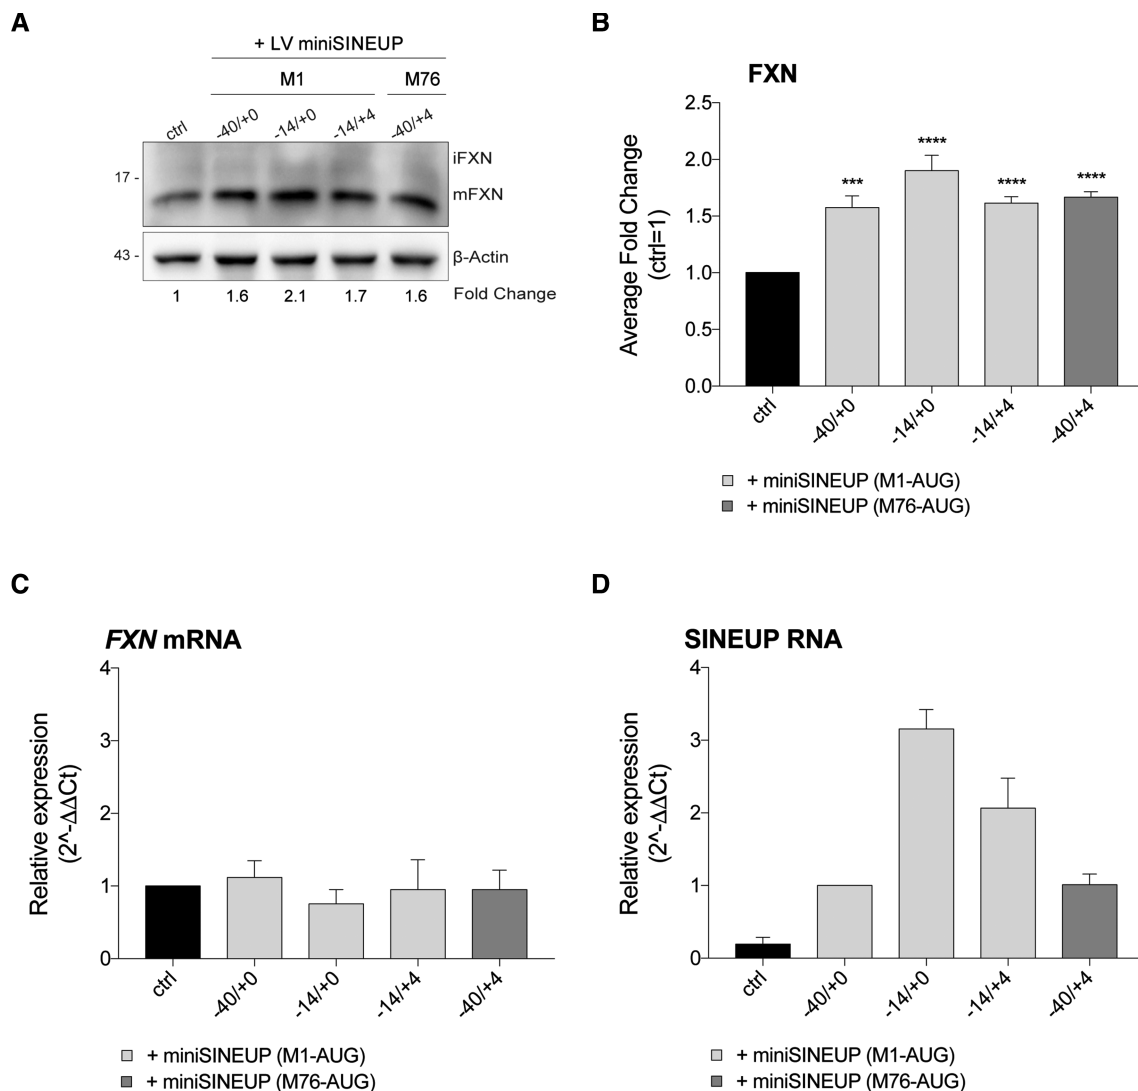 A
+ LV miniSINEUP
M1
M76
ctrl
-40/+0
-14/+0
-14/+4
-40/+4
iFXN
17 -
mFXN
43 -
β-Actin
1 1.6 2.1 1.7 1.6 Fold Change
B
FXN
Average Fold Change
(ctrl=1)
2.5
2.0
1.5
1.0
0.5
0.0
***
****
****
****
ctrl
-40/+0
-14/+0
-14/+4
-40/+4
+ miniSINEUP (M1-AUG)
+ miniSINEUP (M76-AUG)
C
FXN mRNA
Relative expression
(2^-ΔΔCt)
4
3
2
1
0
ctrl
-40/+0
-14/+0
-14/+4
-40/+4
+ miniSINEUP (M1-AUG)
+ miniSINEUP (M76-AUG)
D
SINEUP RNA
Relative expression
(2^-ΔΔCt)
4
3
2
1
0
ctrl
-40/+0
-14/+0
-14/+4
-40/+4
+ miniSINEUP (M1-AUG)
+ miniSINEUP (M76-AUG)